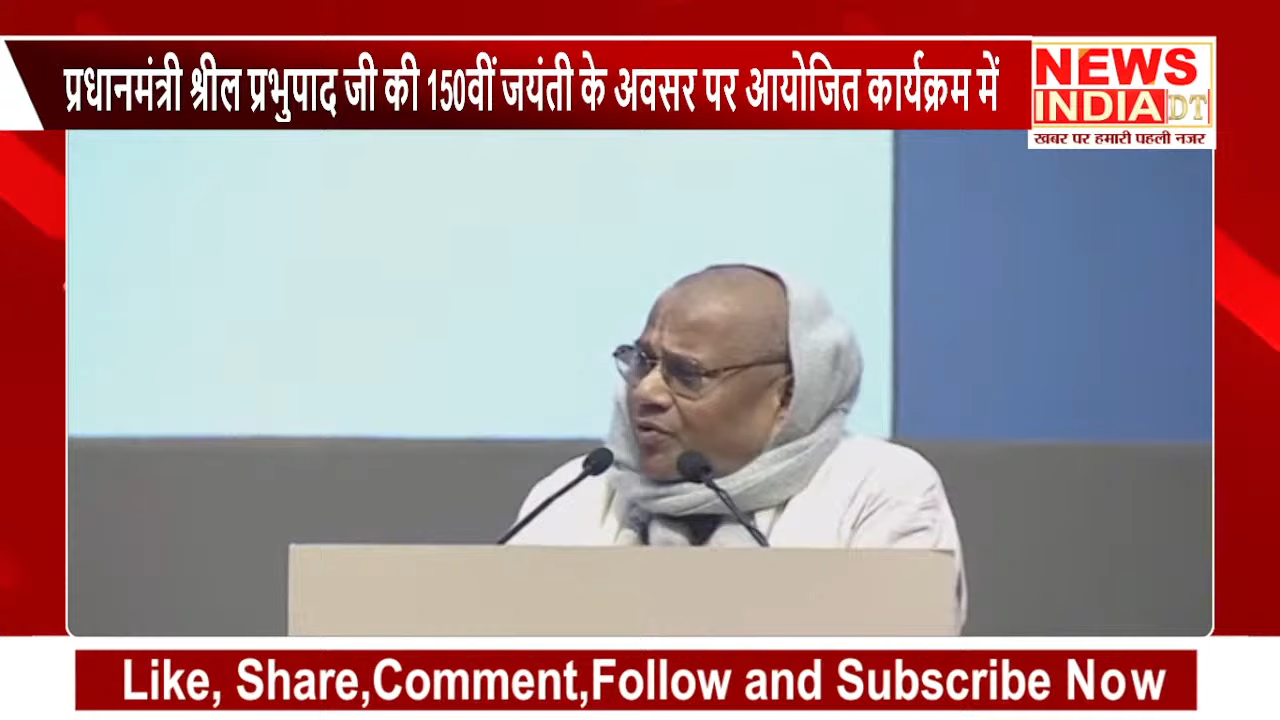 प्रधानमंत्री श्रील प्रभुपाद जी की 150वीं जयंती के अवसर पर आयोजित कार्यक्रम में
NEWS
INDIA DT
खबर पर हमारी पहली नजर
Like, Share,Comment,Follow and Subscribe Now